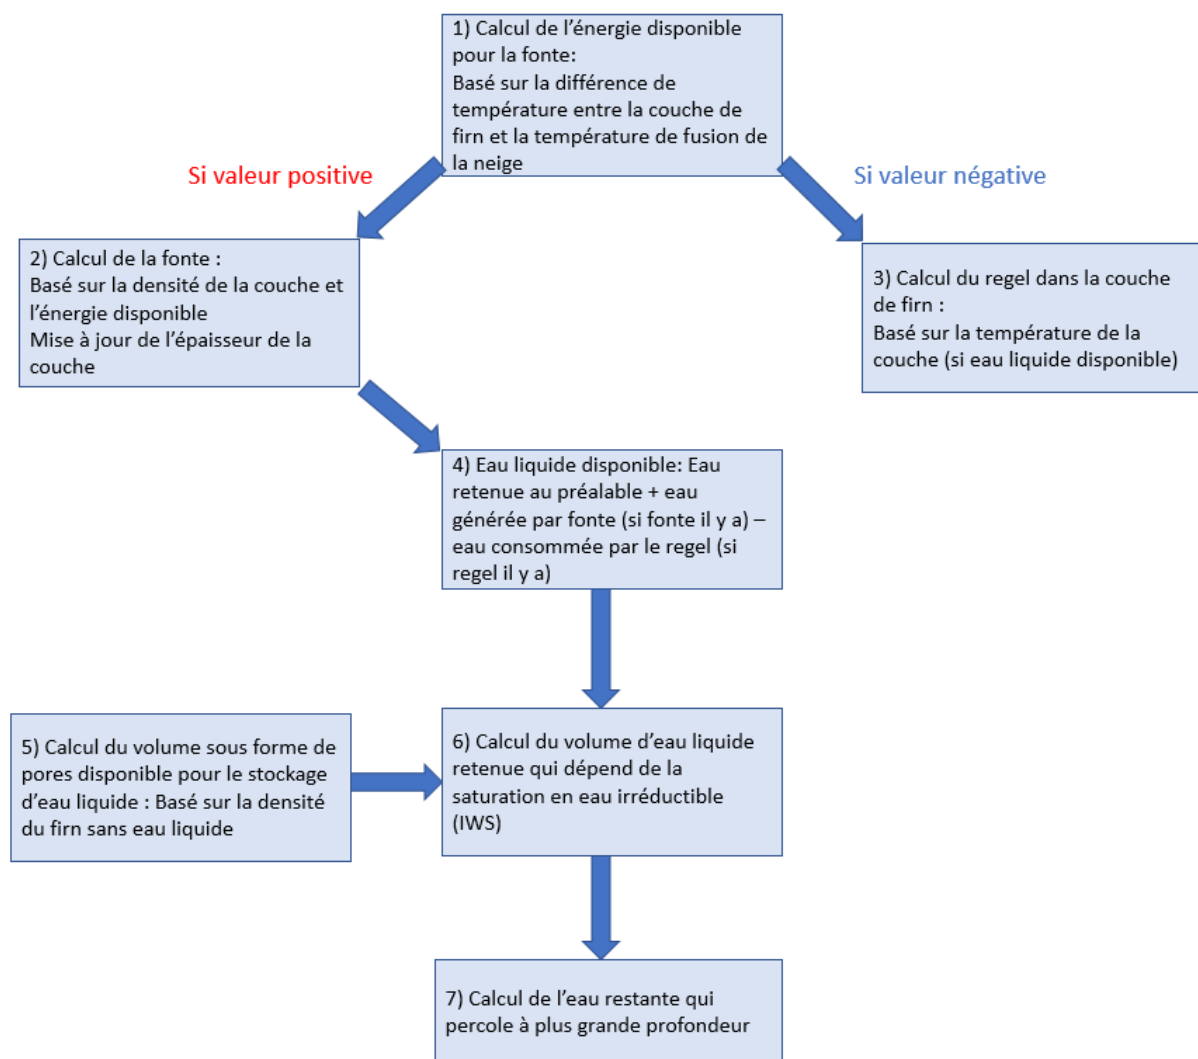 1) Calcul de l’énergie disponible
pour la fonte:
Basé sur la différence de
température entre la couche de
firn et la température de fusion de
la neige
Si valeur positive
Si valeur négative
2) Calcul de la fonte :
Basé sur la densité de la couche et
l’énergie disponible
Mise à jour de l’épaisseur de la
couche
3) Calcul du regel dans la couche
de firn :
Basé sur la température de la
couche (si eau liquide disponible)
4) Eau liquide disponible: Eau
retenue au préalable + eau
générée par fonte (si fonte il y a) –
eau consommée par le regel (si
regel il y a)
5) Calcul du volume sous forme de
pores disponible pour le stockage
d’eau liquide : Basé sur la densité
du firn sans eau liquide
6) Calcul du volume d’eau liquide
retenue qui dépend de la
saturation en eau irréductible
(IWS)
7) Calcul de l’eau restante qui
percole à plus grande profondeur